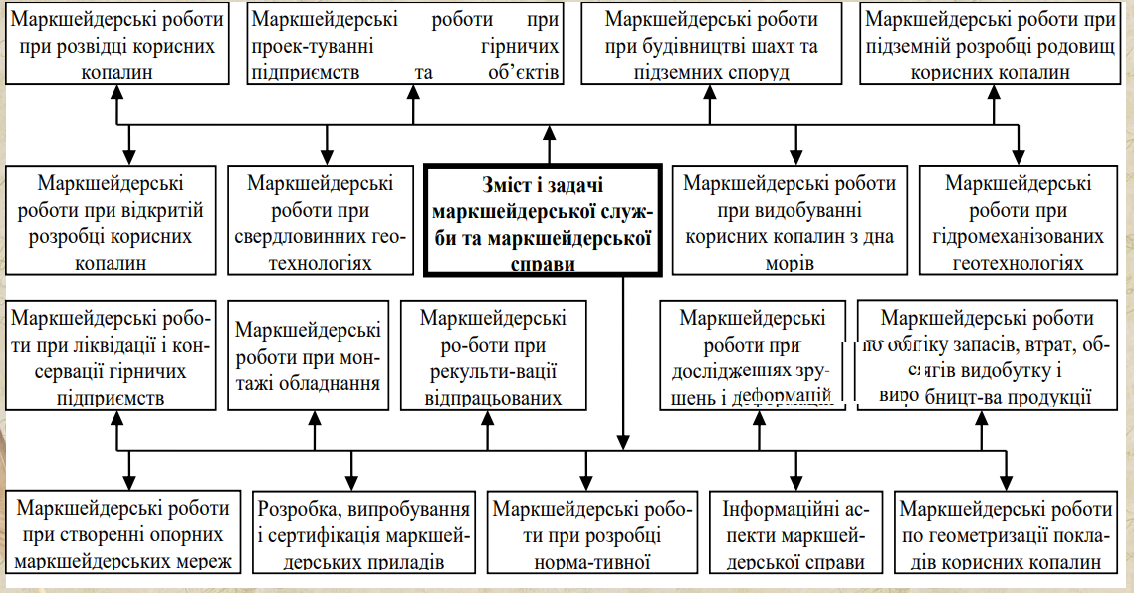 Маркшейдерські роботи
при розвідці корисних
копалин
Маркшейдерські роботи при
проек-туванні гірничих
підприємств та об’єктів
Маркшейдерські роботи
при будівництві шахт та
підземних споруд
Маркшейдерські роботи при
підземній розробці родовищ
корисних копалин
Маркшейдерські
роботи при відкритій
розробці корисних
копалин
Маркшейдерські
роботи при
свердловинних гео-
технологіях
Зміст і задачі
маркшейдерської служ-
би та маркшейдерської
справи
Маркшейдерські роботи
при видобуванні
корисних копалин з дна
морів
Маркшейдерські
роботи при
гідромеханізованих
геотехнологіях
Маркшейдерські робо-
ти при ліквідації і кон-
сервації гірничих
підприємств
Маркшейдерські
роботи при мон-
тажі обладнання
Маркшейдерські
ро-боти при
рекульти-вації
відпрацьованих
Маркшейдерські
роботи при
дослідженнях зру-
шень і деформацій
Маркшейдерські роботи
по обліку запасів, втрат, об-
сягів видобутку і
виробницт-ва продукції
Маркшейдерські роботи
при створенні опорних
маркшейдерських мереж
Розробка, випробування
і сертифікація маркшей-
дерських приладів
Маркшейдерські робо-
ти при розробці
норма-тивної
Інформаційні ас-
пекти маркшей-
дерської справи
Маркшейдерські роботи
по геометризації покла-
дів корисних копалин